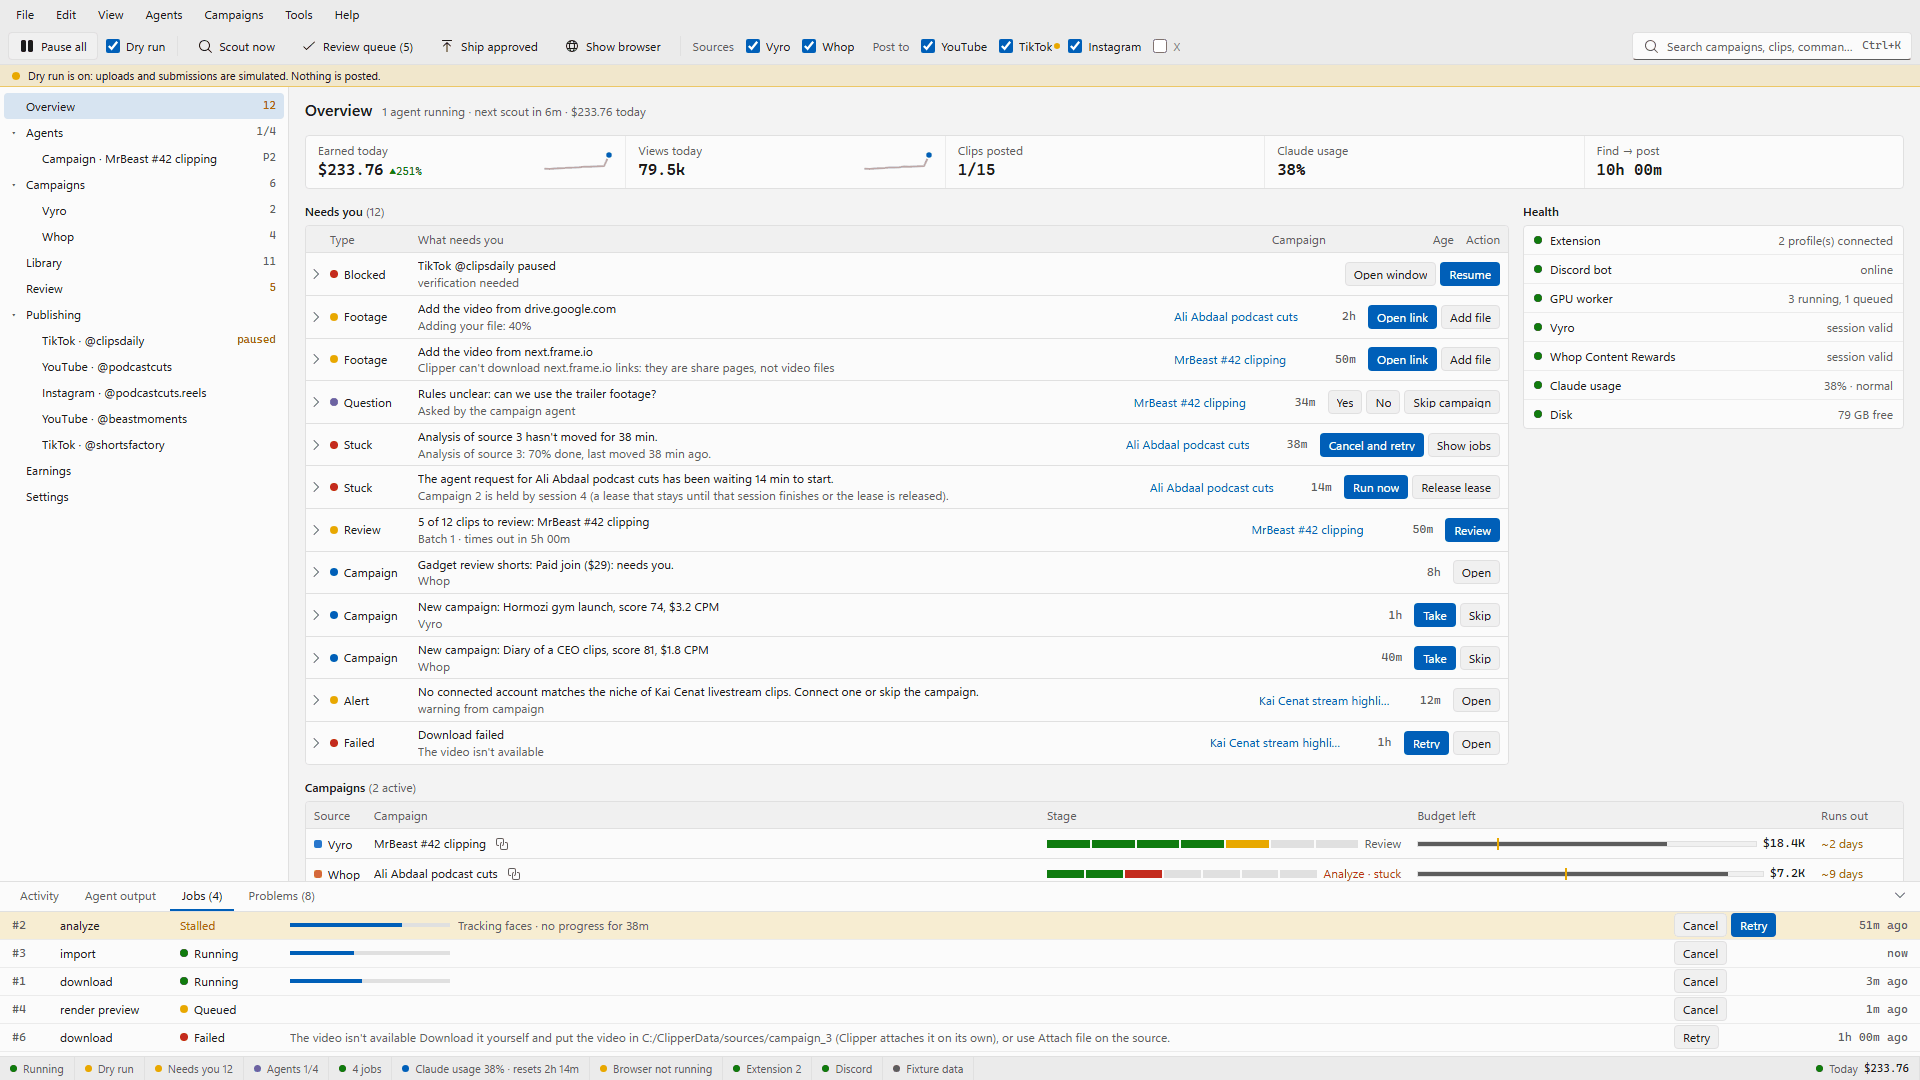 File Edit View Agents Campaigns Tools Help
Pause all Dry run Scout now Review queue (5) Ship approved Show browser Sources Vyro Whop Post to YouTube TikTok Instagram X Search campaigns, clips, comman... Ctrl+K
Dry run is on: uploads and submissions are simulated. Nothing is posted.
Overview 12
Agents 1/4
Campaign · MrBeast #42 clipping P2
Campaigns 6
Vyro 2
Whop 4
Library 11
Review 5
Publishing
TikTok · @clipsdaily paused
YouTube · @podcastcuts
Instagram · @podcastcuts.reels
YouTube · @beastmoments
TikTok · @shortsfactory
Earnings
Settings
Overview 1 agent running · next scout in 6m · $233.76 today
Earned today
$233.76 ▲251%
Views today
79.5k
Clips posted
1/15
Claude usage
38%
Find → post
10h 00m
Needs you (12)
Type What needs you Campaign Age Action
Blocked TikTok @clipsdaily paused Open window Resume
verification needed
Footage Add the video from drive.google.com Ali Abdaal podcast cuts 2h Open link Add file
Adding your file: 40%
Footage Add the video from next.frame.io MrBeast #42 clipping 50m Open link Add file
Clipper can't download next.frame.io links: they are share pages, not video files
Question Rules unclear: can we use the trailer footage? MrBeast #42 clipping 34m Yes No Skip campaign
Asked by the campaign agent
Stuck Analysis of source 3 hasn't moved for 38 min. Ali Abdaal podcast cuts 38m Cancel and retry Show jobs
Analysis of source 3: 70% done, last moved 38 min ago.
Stuck The agent request for Ali Abdaal podcast cuts has been waiting 14 min to start. Ali Abdaal podcast cuts 14m Run now Release lease
Campaign 2 is held by session 4 (a lease that stays until that session finishes or the lease is released).
Review 5 of 12 clips to review: MrBeast #42 clipping MrBeast #42 clipping 50m Review
Batch 1 · times out in 5h 00m
Campaign Gadget review shorts: Paid join ($29): needs you. 8h Open
Whop
Campaign New campaign: Hormozi gym launch, score 74, $3.2 CPM 1h Take Skip
Vyro
Campaign New campaign: Diary of a CEO clips, score 81, $1.8 CPM 40m Take Skip
Whop
Alert No connected account matches the niche of Kai Cenat livestream clips. Connect one or skip the campaign. Kai Cenat stream highli... 12m Open
warning from campaign
Failed Download failed Kai Cenat stream highli... 1h Retry Open
The video isn't available
Health
Extension 2 profile(s) connected
Discord bot online
GPU worker 3 running, 1 queued
Vyro session valid
Whop Content Rewards session valid
Claude usage 38% · normal
Disk 79 GB free
Campaigns (2 active)
Source Campaign Stage Budget left Runs out
Vyro MrBeast #42 clipping Review $18.4K ~2 days
Whop Ali Abdaal podcast cuts Analyze · stuck $7.2K ~9 days
Activity Agent output Jobs (4) Problems (8)
#2 analyze Stalled Tracking faces · no progress for 38m Cancel Retry 51m ago
#3 import Running Cancel now
#1 download Running Cancel 3m ago
#4 render preview Queued Cancel 1m ago
#6 download Failed The video isn't available Download it yourself and put the video in C:/ClipperData/sources/campaign_3 (Clipper attaches it on its own), or use Attach file on the source. Retry 1h 00m ago
Running Dry run Needs you 12 Agents 1/4 4 jobs Claude usage 38% · resets 2h 14m Browser not running Extension 2 Discord Fixture data Today $233.76